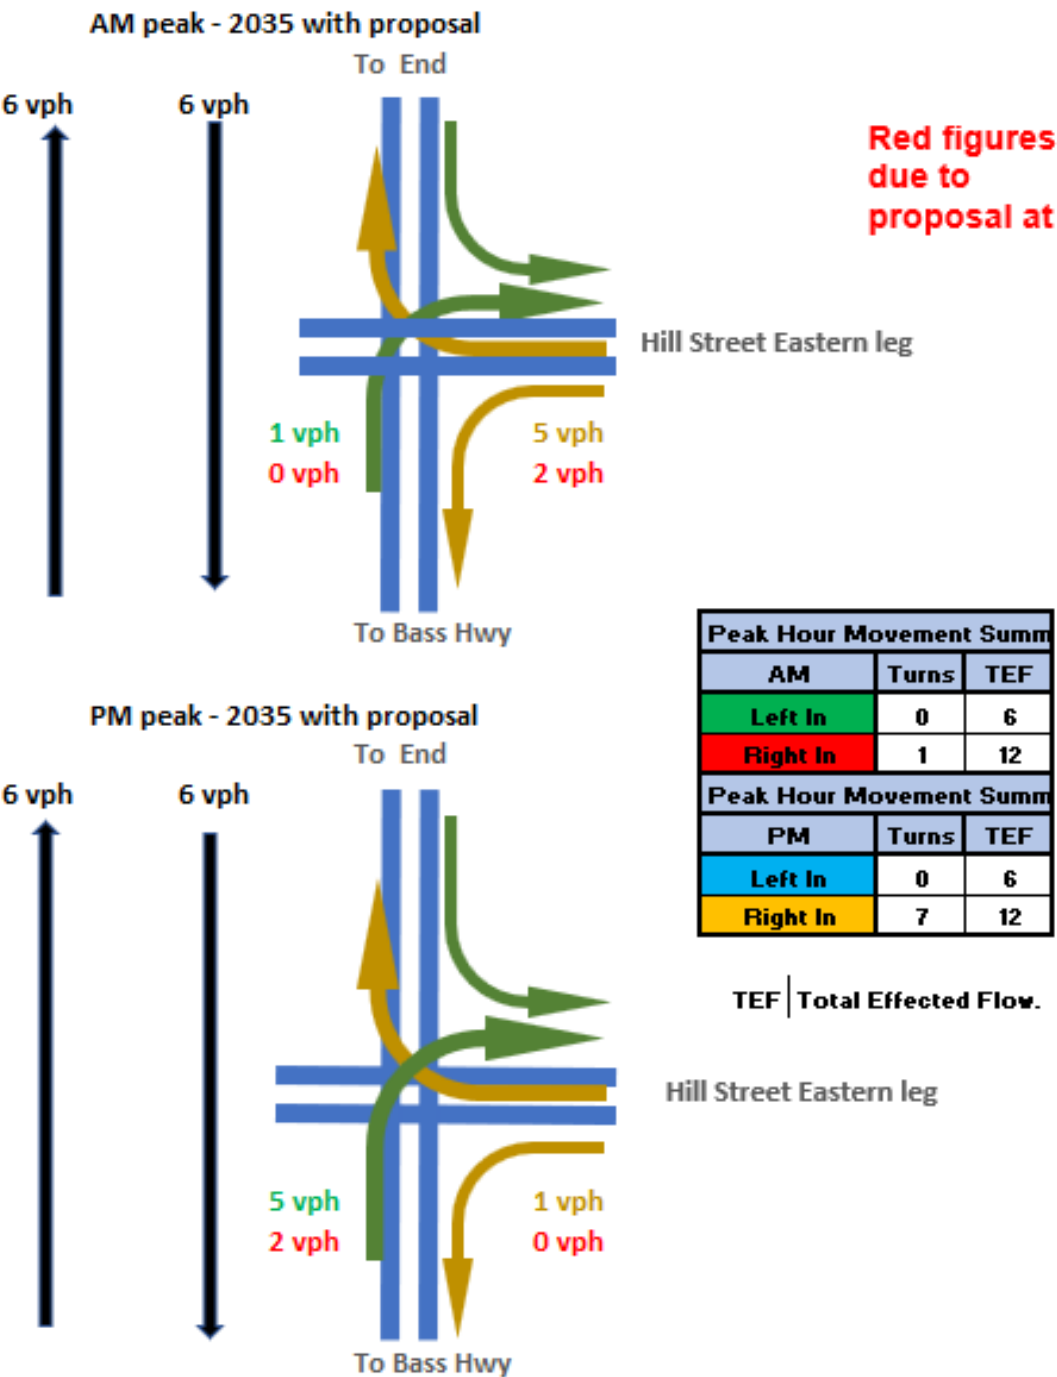 AM peak - 2035 with proposal
To End
6 vph
6 vph
Red figures
due to
proposal at
Hill Street Eastern leg
1 vph
5 vph
0 vph
2 vph
To Bass Hwy
Peak Hour Movement Summ
AM Turns TEF
Left In 0 6
Right In 1 12
Peak Hour Movement Summ
PM Turns TEF
Left In 0 6
Right In 7 12
TEF Total Effected Flow.
PM peak - 2035 with proposal
To End
6 vph
6 vph
Hill Street Eastern leg
5 vph
1 vph
2 vph
0 vph
To Bass Hwy